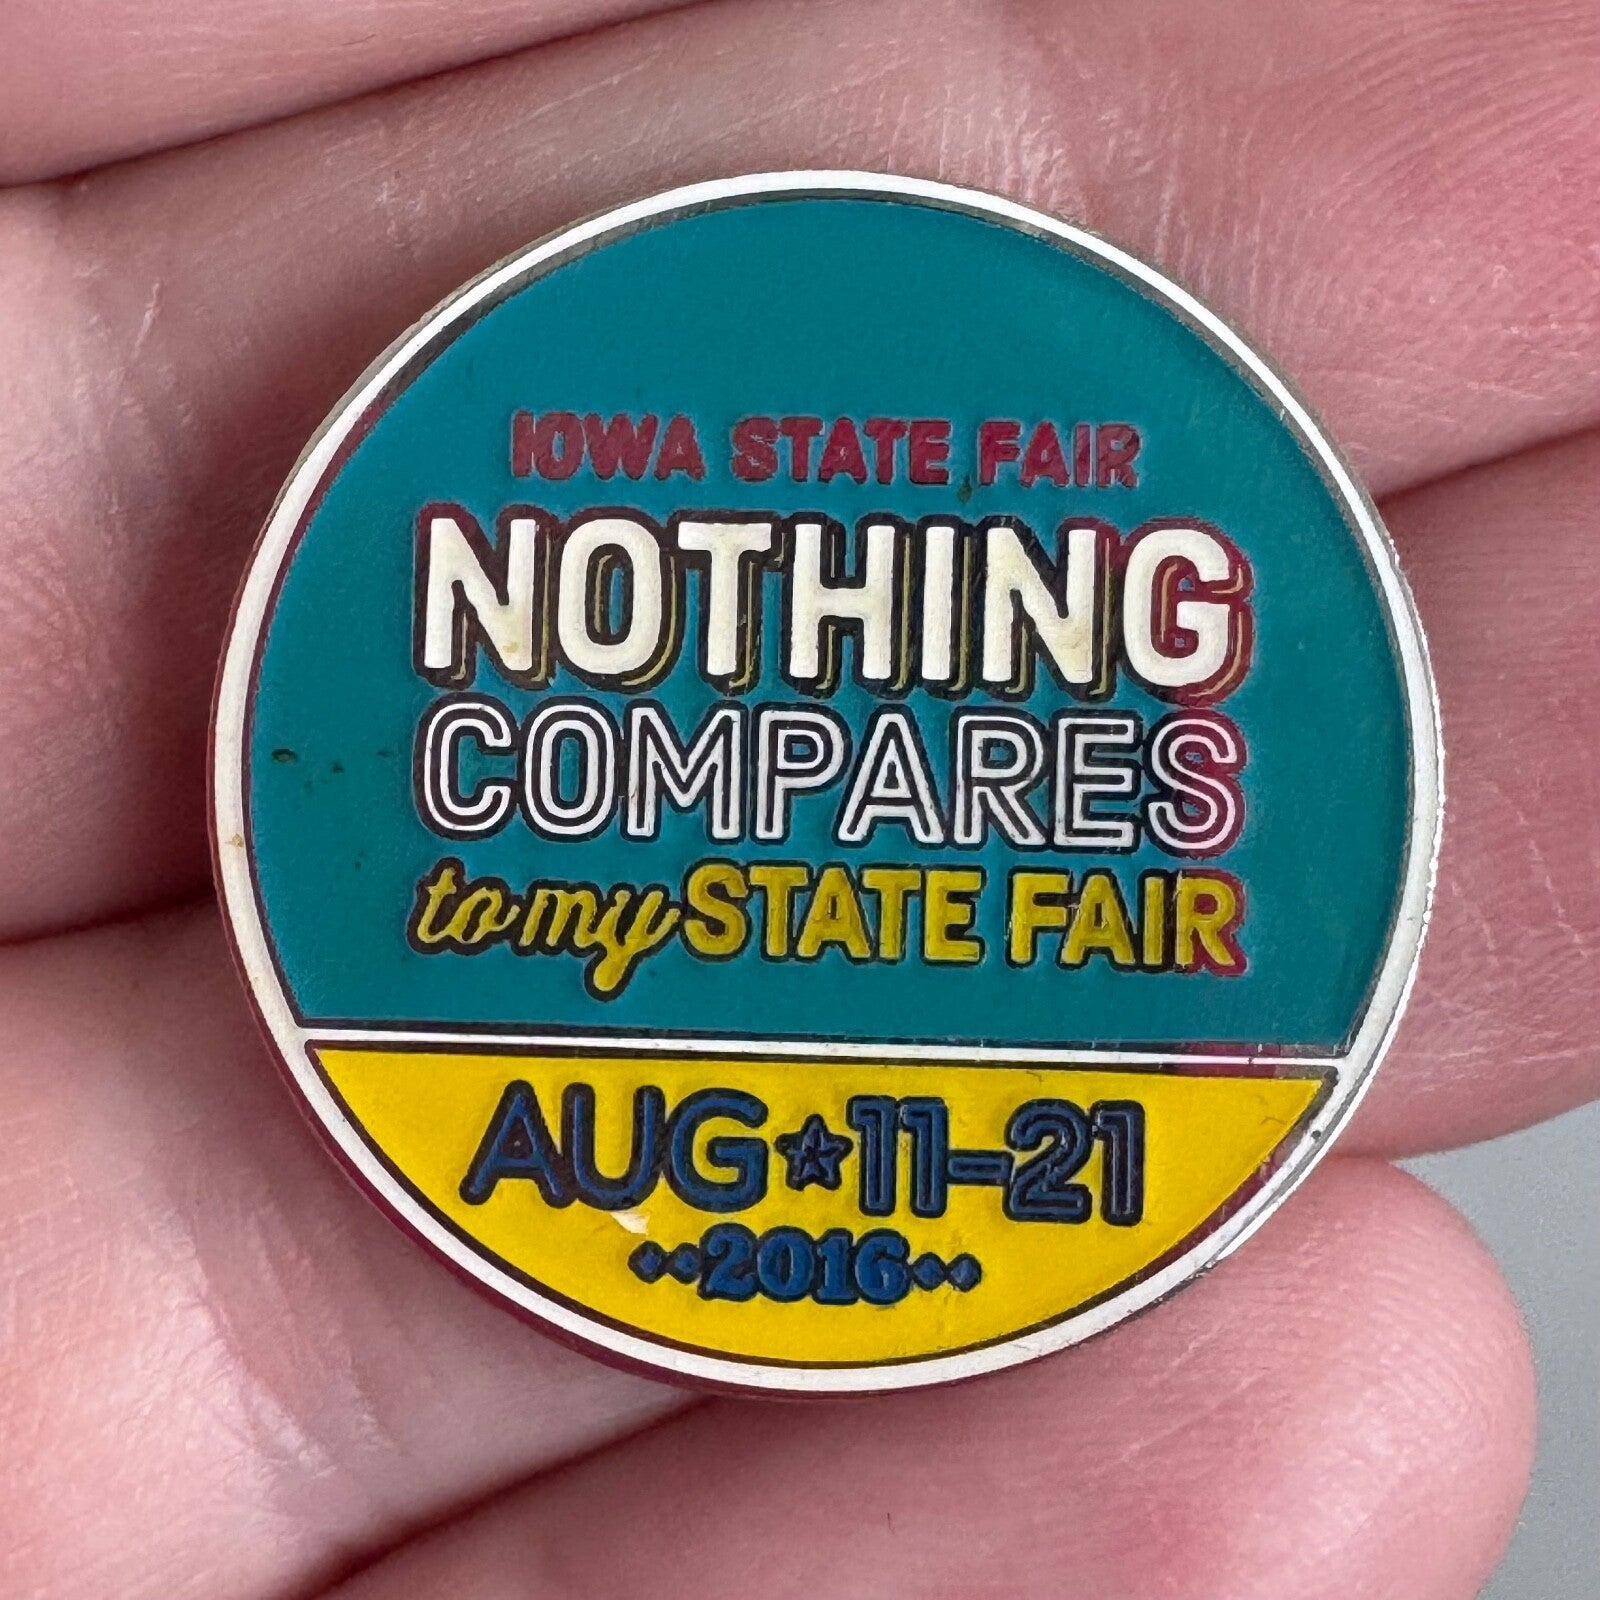 IOWA STATE FAIR
NOTHING
COMPARES
to my STATE FAIR
AUG★11-21
2016